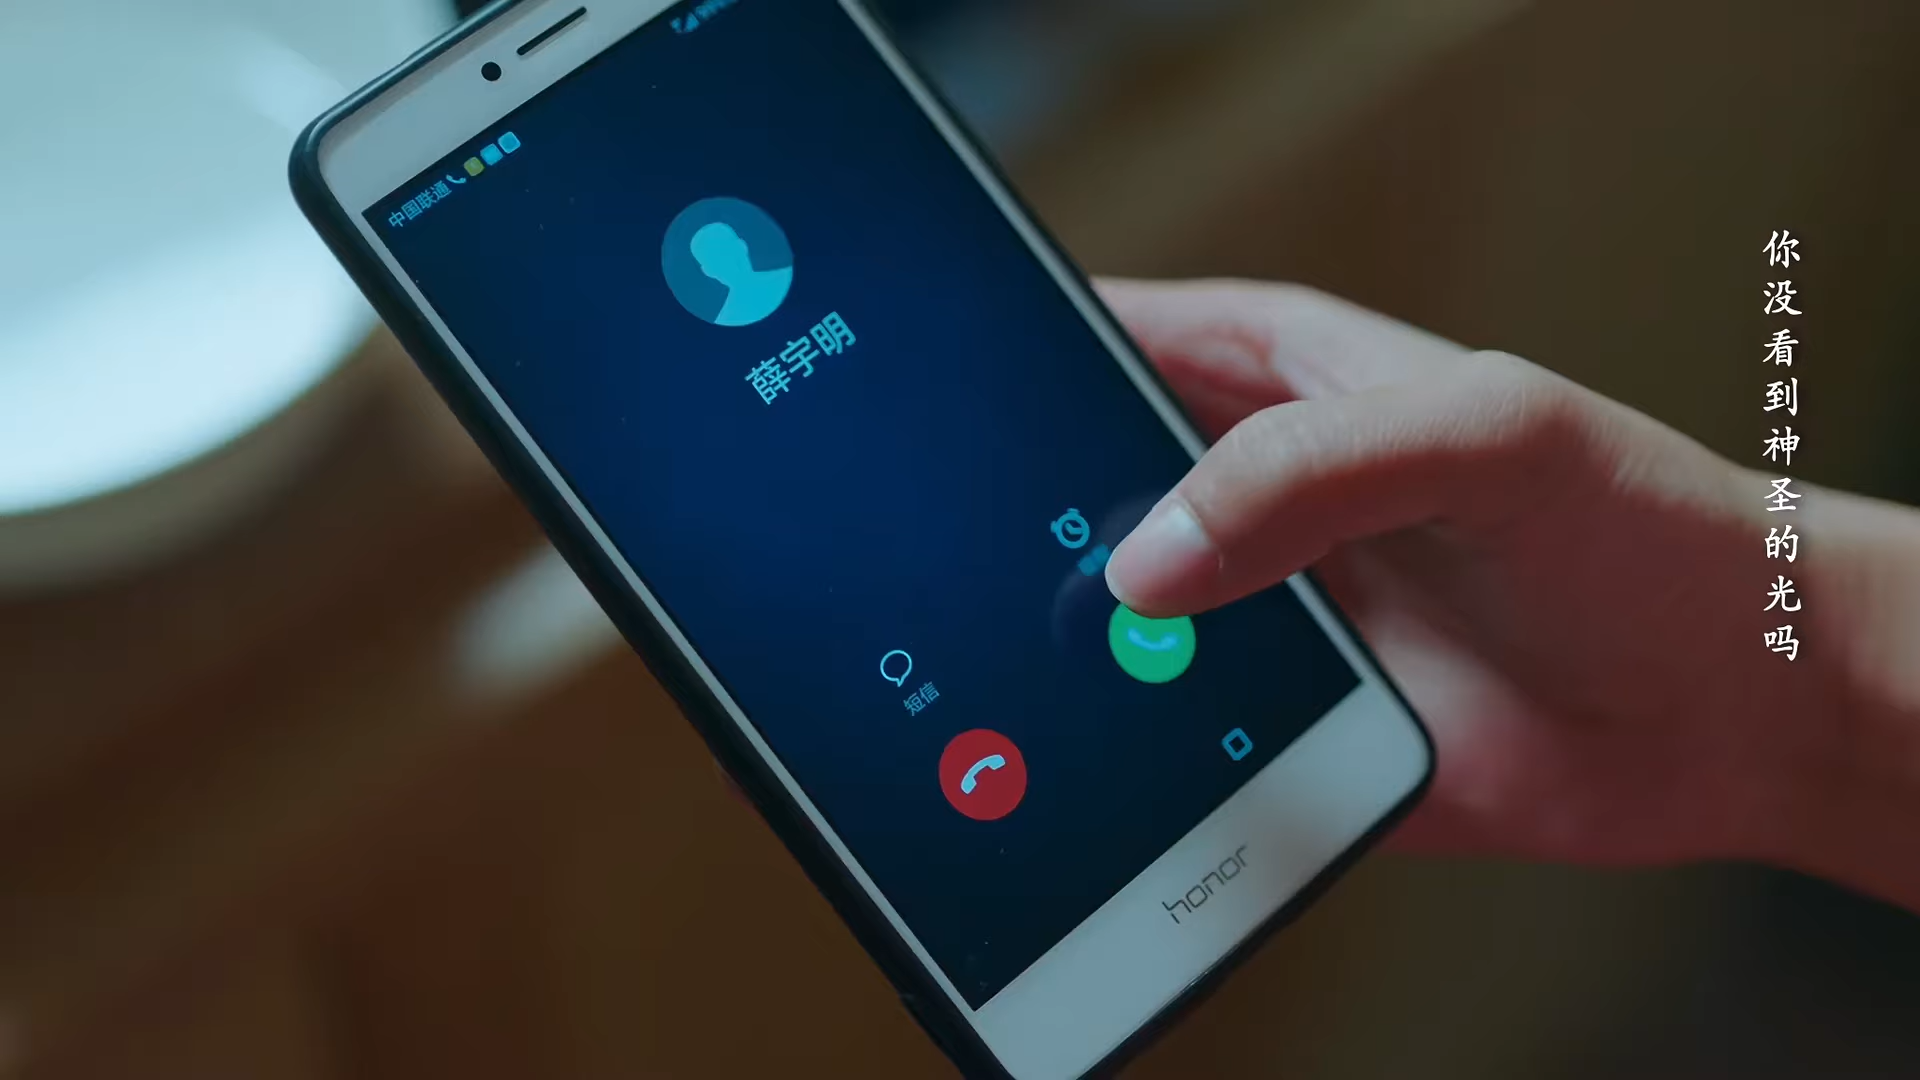 中国联通
薛宇明
短信
honor
你没看到神圣的光吗